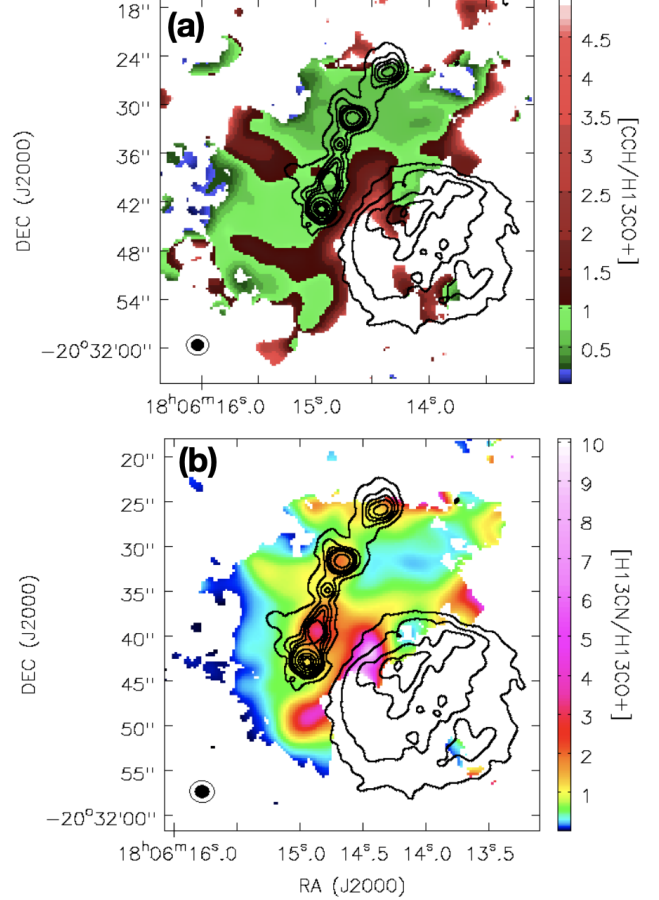 (a)
18''
24''
30''
36''
42''
48''
54''
−20°32'00''
DEC (J2000)
18ʰ06ᵐ16ˢ.0
15ˢ.0
14ˢ.0
4.5
4
3.5
3
2.5
2
1.5
1
0.5
[CCH/H13CO+]
(b)
20''
25''
30''
35''
40''
45''
50''
55''
−20°32'00''
DEC (J2000)
18ʰ06ᵐ16ˢ.0
15ˢ.0
14ˢ.5
14ˢ.0
13ˢ.5
RA (J2000)
10
9
8
7
6
5
4
3
2
1
[H13CN/H13CO+]